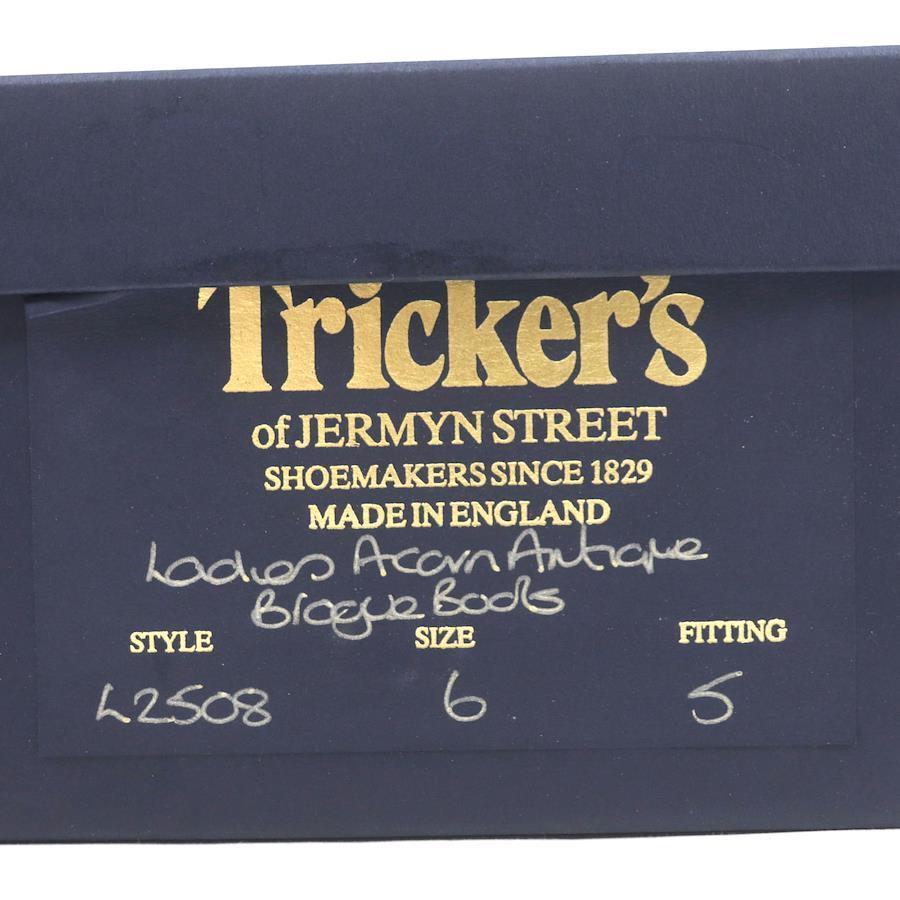 Tricker's
of JERMYN STREET
SHOEMAKERS SINCE 1829
MADE IN ENGLAND
Ladies Acorn Antique
Brogue Boots
STYLE SIZE FITTING
L2508 6 5